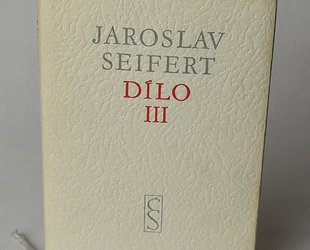 JAROSLAV
SEIFERT
DÍLO
III
ČS